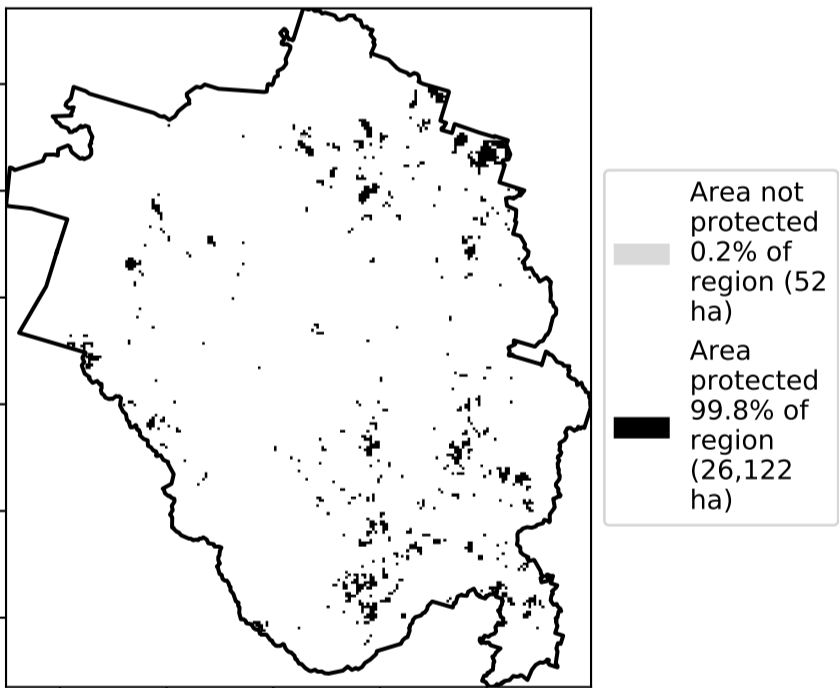 Area not
protected
0.2% of
region (52
ha)
Area
protected
99.8% of
region
(26,122
ha)